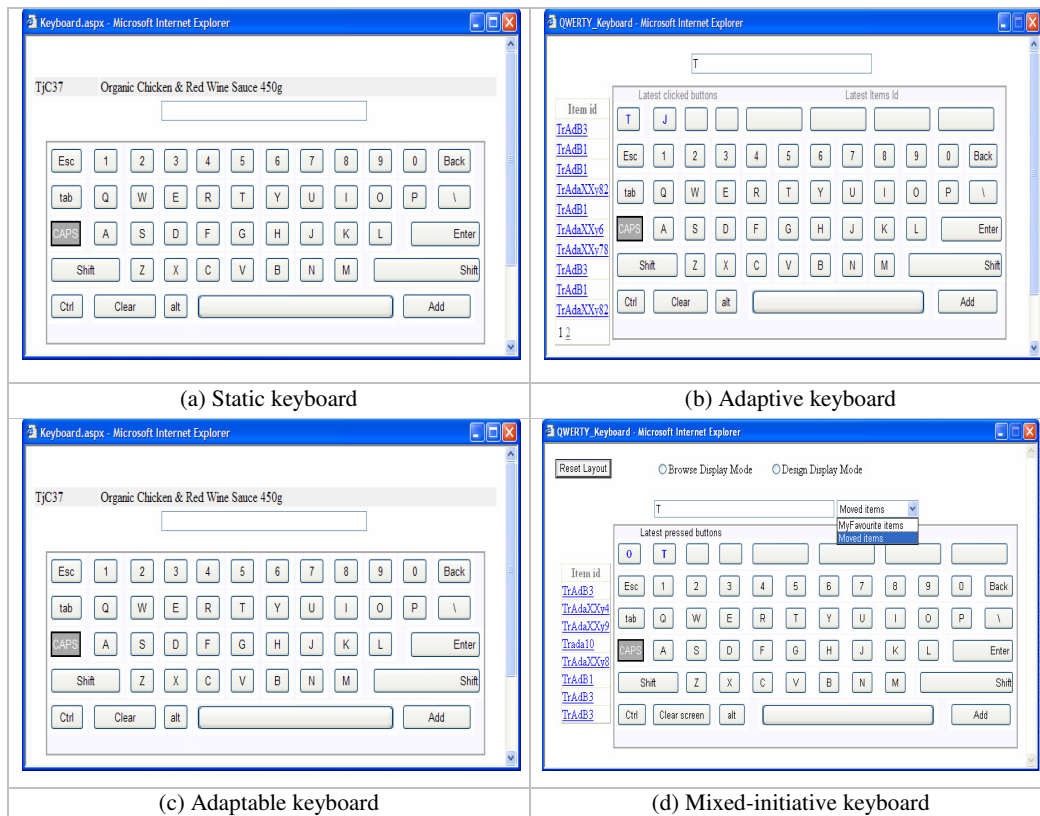 Keyboard.aspx - Microsoft Internet Explorer
TjC37 Organic Chicken & Red Wine Sauce 450g
Esc 1 2 3 4 5 6 7 8 9 0 Back
tab Q W E R T Y U I O P \
CAPS A S D F G H J K L Enter
Shift Z X C V B N M Shift
Ctrl Clear alt Add
(a) Static keyboard
QWERTY_Keyboard - Microsoft Internet Explorer
T
Latest clicked buttons Latest Items Id
T J
Esc 1 2 3 4 5 6 7 8 9 0 Back
tab Q W E R T Y U I O P \
CAPS A S D F G H J K L Enter
Shift Z X C V B N M Shift
Ctrl Clear alt Add
Item id
TrAdB3
TrAdB1
TrAdB1
TrAdaXXy82
TrAdB1
TrAdaXXy6
TrAdaXXy78
TrAdB3
TrAdB1
TrAdaXXy82
1 2
(b) Adaptive keyboard
Keyboard.aspx - Microsoft Internet Explorer
TjC37 Organic Chicken & Red Wine Sauce 450g
Esc 1 2 3 4 5 6 7 8 9 0 Back
tab Q W E R T Y U I O P \
CAPS A S D F G H J K L Enter
Shift Z X C V B N M Shift
Ctrl Clear alt Add
(c) Adaptable keyboard
QWERTY_Keyboard - Microsoft Internet Explorer
Reset Layout Browse Display Mode Design Display Mode
T Moved items
MyFavourite items
Moved items
Latest pressed buttons
0 T
Esc 1 2 3 4 5 6 7 8 9 0 Back
tab Q W E R T Y U I O P \
CAPS A S D F G H J K L Enter
Shift Z X C V B N M Shift
Ctrl Clear screen alt Add
Item id
TrAdB3
TrAdaXXy4
TrAdaXXy9
Trada10
TrAdaXXy8
TrAdB1
TrAdB3
TrAdB3
(d) Mixed-initiative keyboard